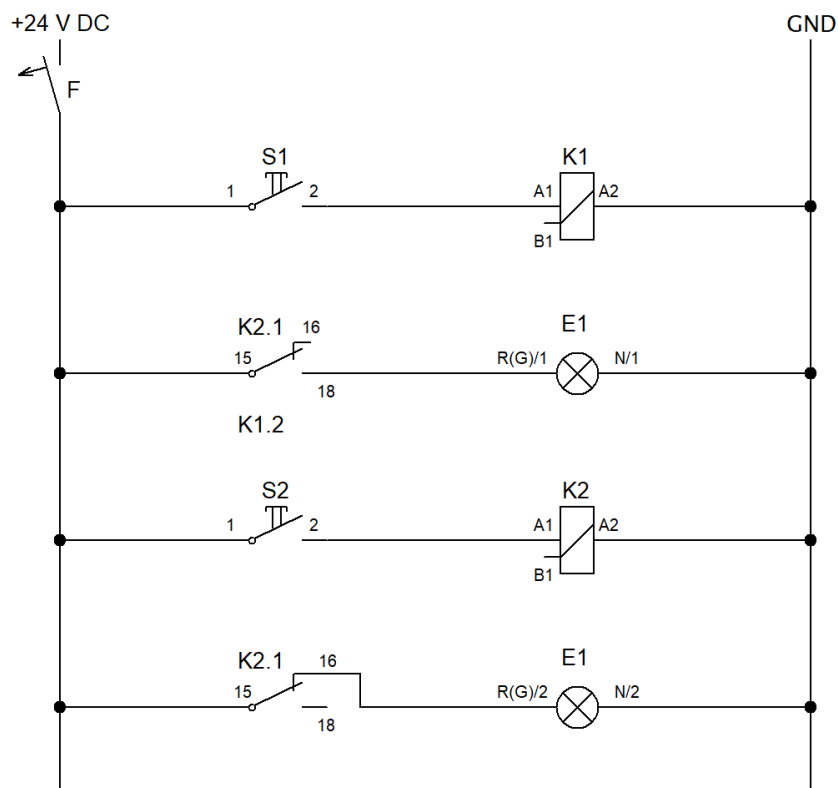 +24 V DC
GND
F
S1
K1
1
2
A1
A2
B1
K2.1
16
E1
15
R(G)/1
N/1
18
K1.2
S2
K2
1
2
A1
A2
B1
K2.1
16
E1
15
R(G)/2
N/2
18